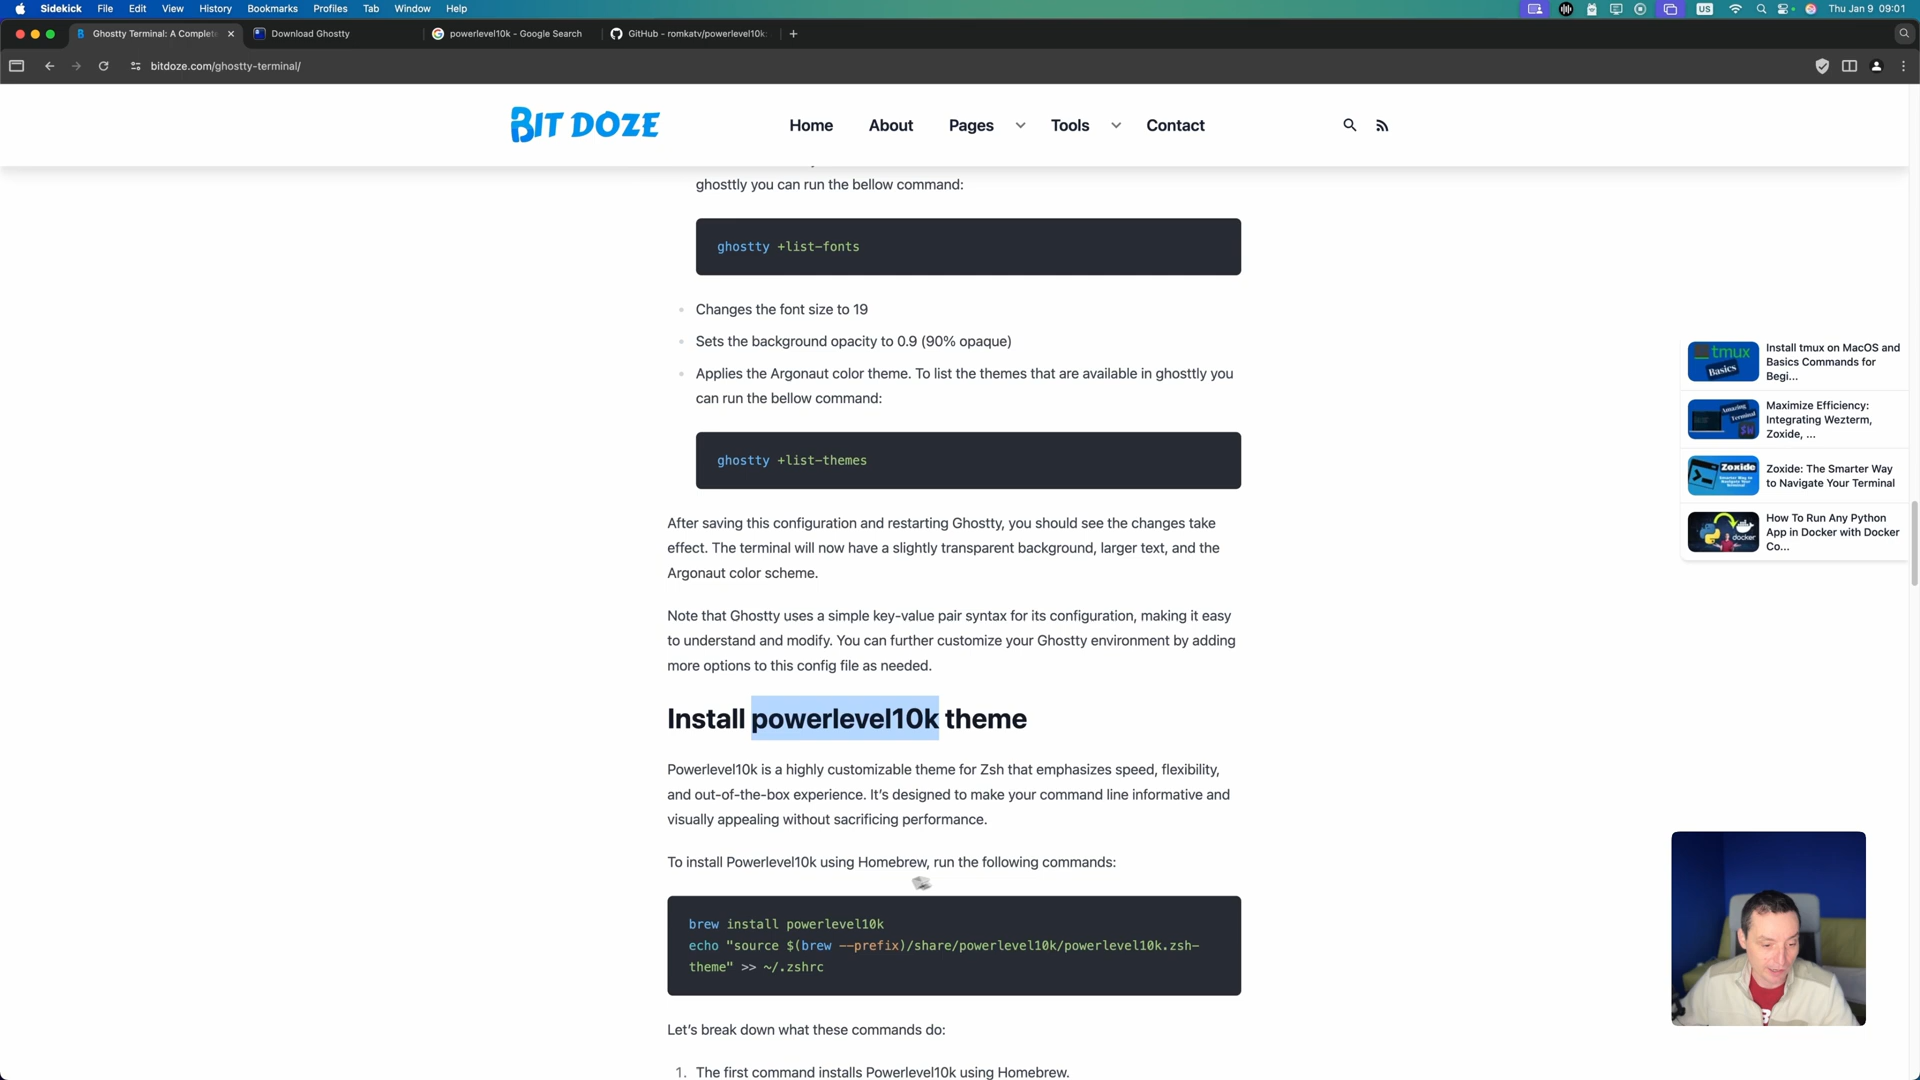 Sidekick File Edit View History Bookmarks Profiles Tab Window Help US Thu Jan 9 09:01
Ghostty Terminal: A Complete Download Ghostty powerlevel10k - Google Search GitHub - romkatv/powerlevel10k:
bitdoze.com/ghostty-terminal/
BIT DOZE Home About Pages Tools Contact
ghosttly you can run the bellow command:
ghostty +list-fonts
Changes the font size to 19
Sets the background opacity to 0.9 (90% opaque)
Applies the Argonaut color theme. To list the themes that are available in ghosttly you
can run the bellow command:
ghostty +list-themes
After saving this configuration and restarting Ghostty, you should see the changes take
effect. The terminal will now have a slightly transparent background, larger text, and the
Argonaut color scheme.
Note that Ghostty uses a simple key-value pair syntax for its configuration, making it easy
to understand and modify. You can further customize your Ghostty environment by adding
more options to this config file as needed.
Install powerlevel10k theme
Powerlevel10k is a highly customizable theme for Zsh that emphasizes speed, flexibility,
and out-of-the-box experience. It's designed to make your command line informative and
visually appealing without sacrificing performance.
To install Powerlevel10k using Homebrew, run the following commands:
brew install powerlevel10k
echo "source $(brew --prefix)/share/powerlevel10k/powerlevel10k.zsh-
theme" >> ~/.zshrc
Let's break down what these commands do:
1. The first command installs Powerlevel10k using Homebrew.
tmux
Basics
Install tmux on MacOS and
Basics Commands for
Begi...
Amazing
Terminal
Maximize Efficiency:
Integrating Wezterm,
Zoxide, ...
Zoxide
Zoxide: The Smarter Way
to Navigate Your Terminal
docker
How To Run Any Python
App in Docker with Docker
Co...